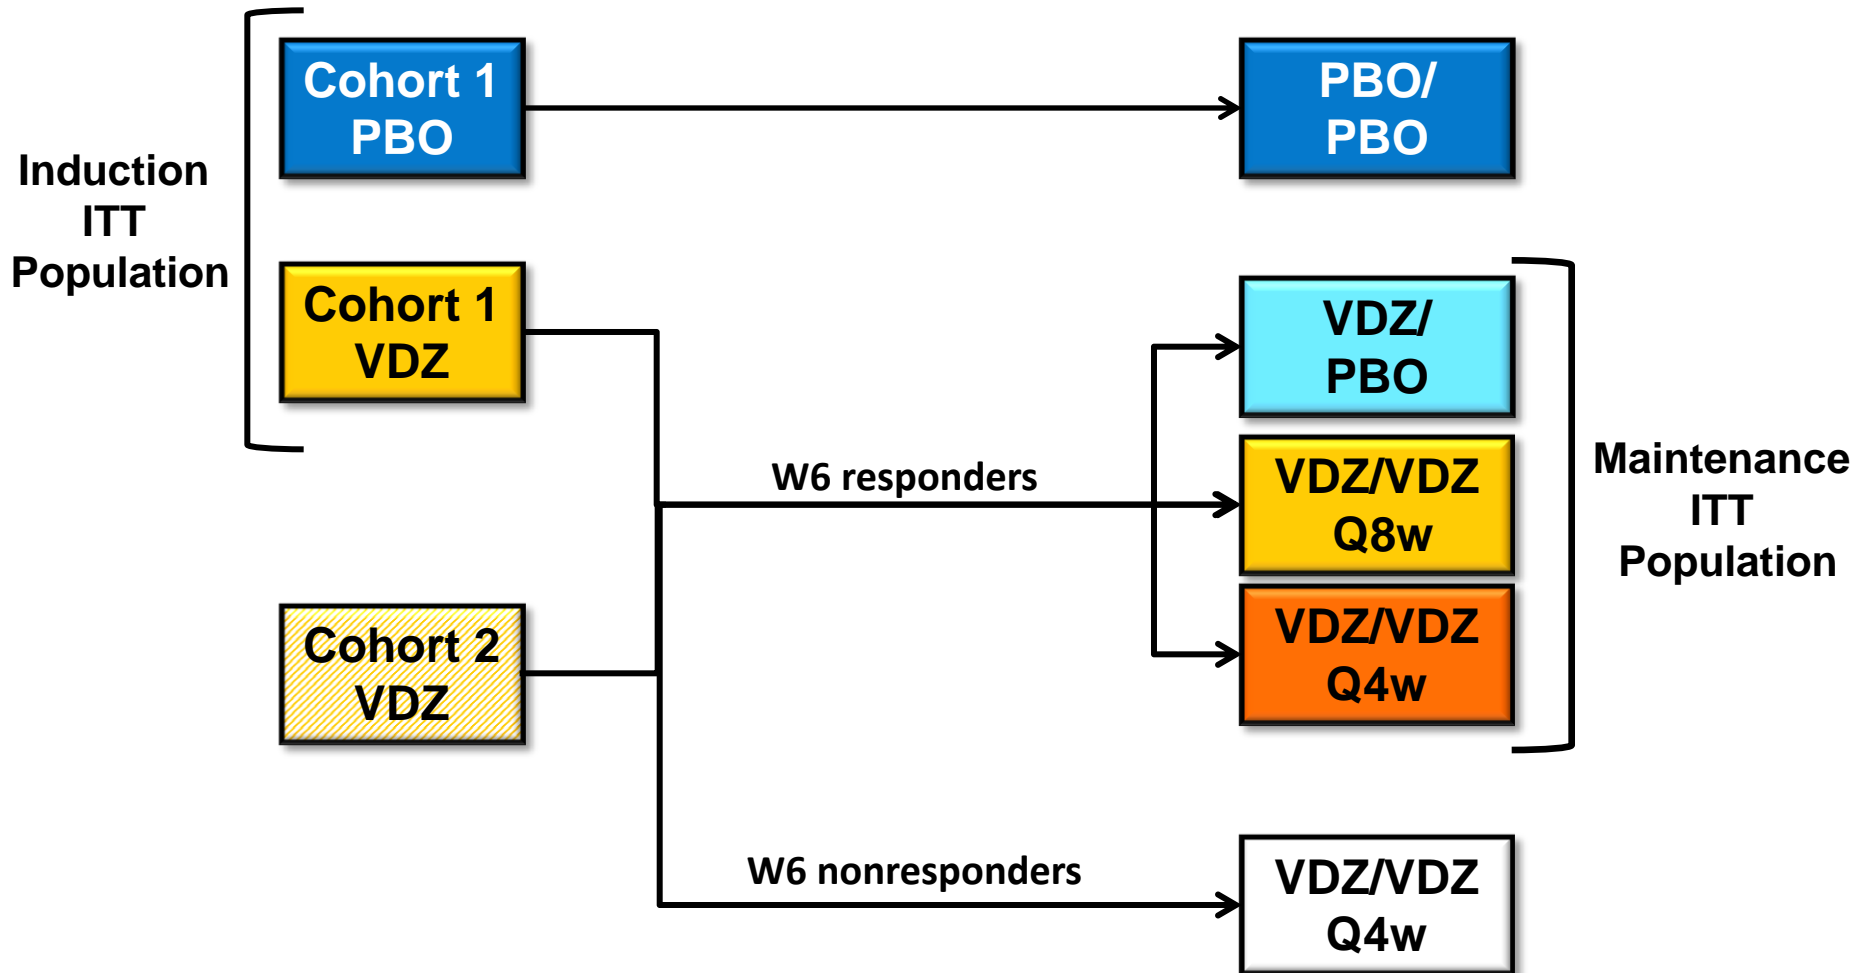 Induction
ITT
Population
Cohort 1
PBO
PBO/
PBO
Cohort 1
VDZ
VDZ/
PBO
W6 responders
VDZ/VDZ
Q8w
Maintenance
ITT
Population
Cohort 2
VDZ
VDZ/VDZ
Q4w
W6 nonresponders
VDZ/VDZ
Q4w